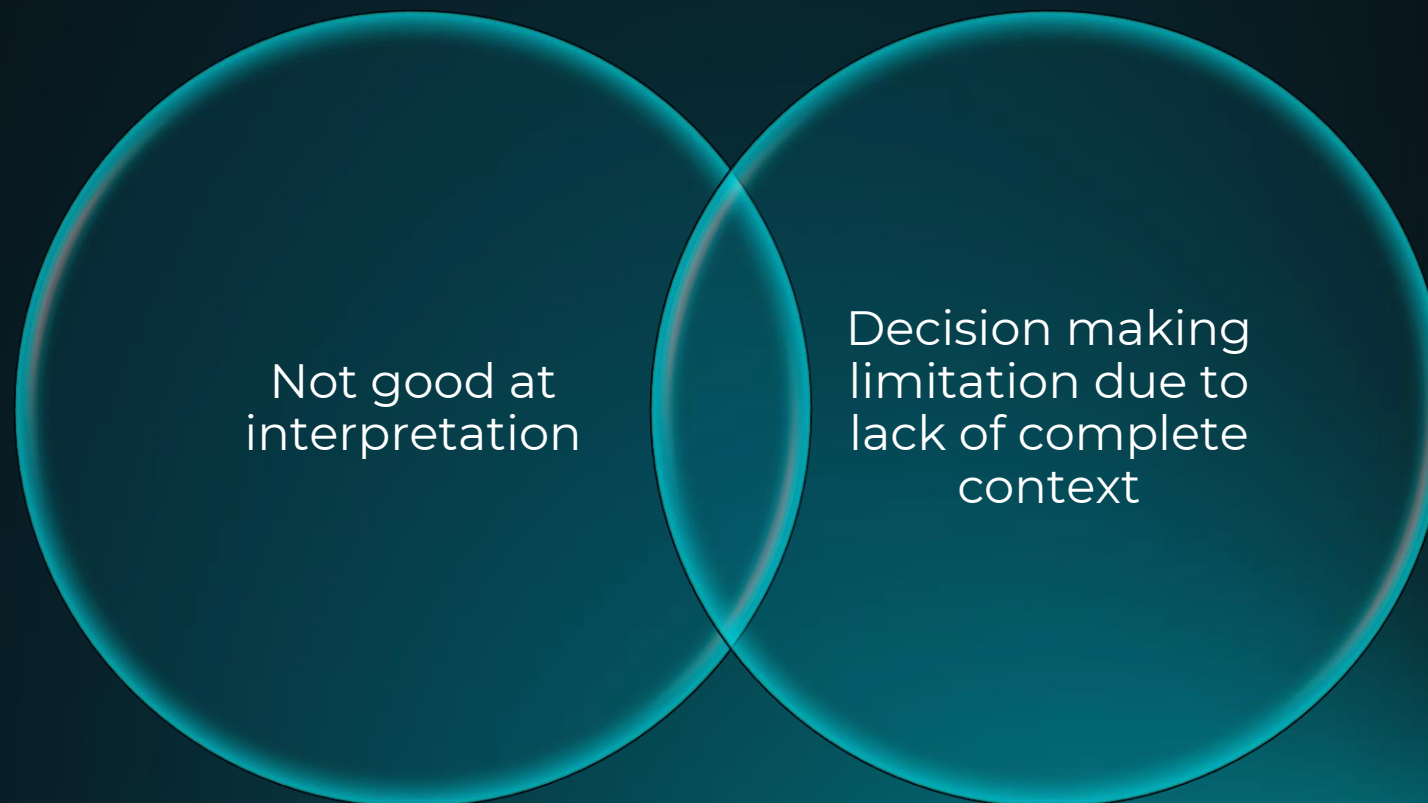 Not good at
interpretation
Decision making
limitation due to
lack of complete
context